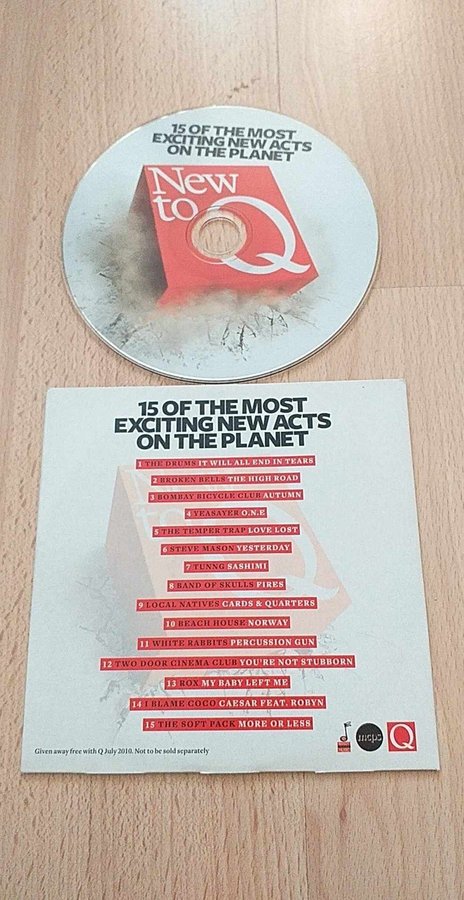 15 OF THE MOST
EXCITING NEW ACTS
ON THE PLANET
New
to Q
15 OF THE MOST
EXCITING NEW ACTS
ON THE PLANET
1 THE DRUMS IT WILL ALL END IN TEARS
2 BROKEN BELLS THE HIGH ROAD
3 BOMBAY BICYCLE CLUB AUTUMN
4 YEASAYER O.N.E
5 THE TEMPER TRAP LOVE LOST
6 STEVE MASON YESTERDAY
7 TUNNG SASHIMI
8 BAND OF SKULLS FIRES
9 LOCAL NATIVES CARDS & QUARTERS
10 BEACH HOUSE NORWAY
11 WHITE RABBITS PERCUSSION GUN
12 TWO DOOR CINEMA CLUB YOU'RE NOT STUBBORN
13 ROX MY BABY LEFT ME
14 I BLAME COCO CAESAR FEAT. ROBYN
15 THE SOFT PACK MORE OR LESS
Given away free with Q July 2010. Not to be sold separately
mcps
Q